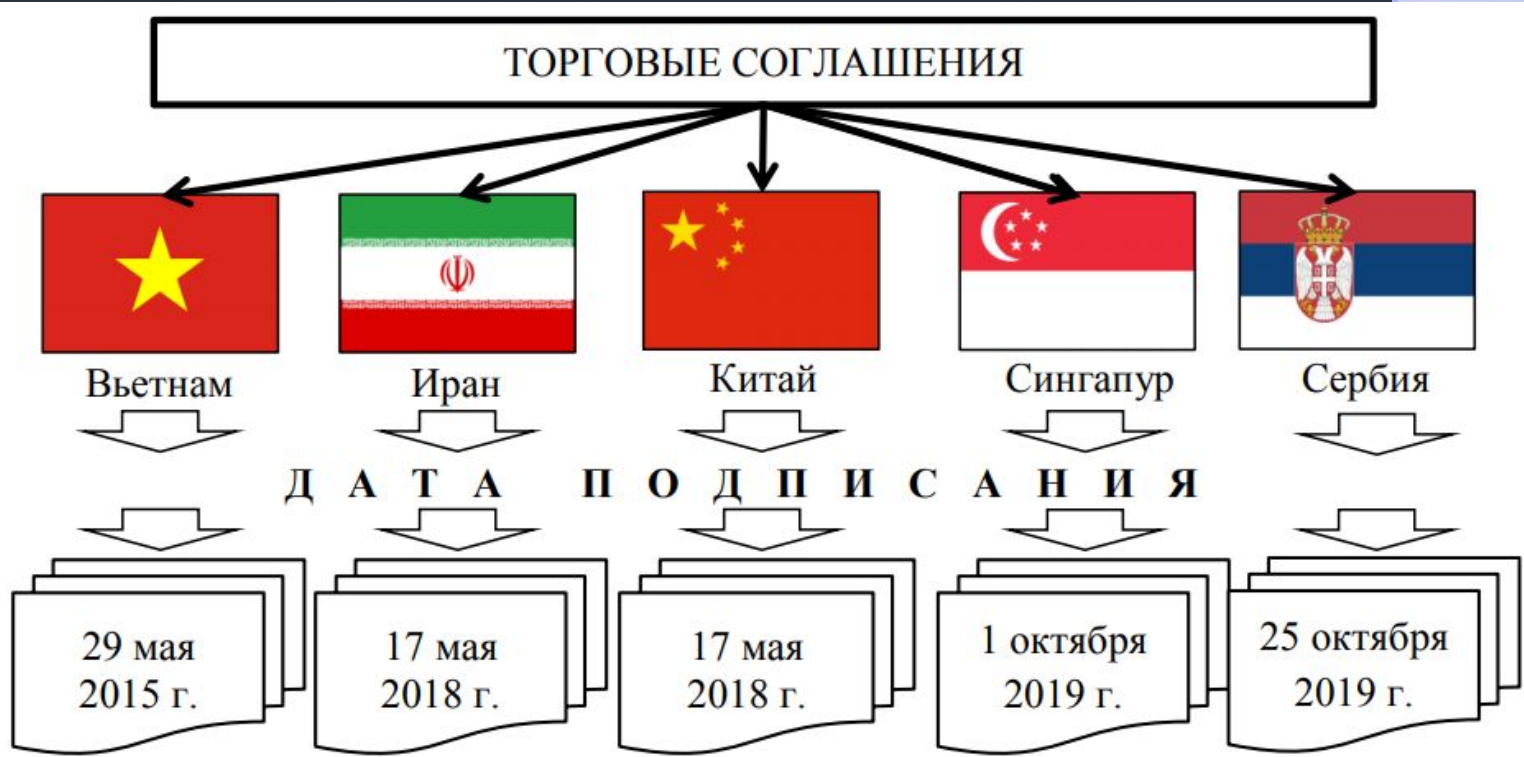 ТОРГОВЫЕ СОГЛАШЕНИЯ
Вьетнам
Иран
Китай
Сингапур
Сербия
ДАТА ПОДПИСАНИЯ
29 мая
2015 г.
17 мая
2018 г.
17 мая
2018 г.
1 октября
2019 г.
25 октября
2019 г.